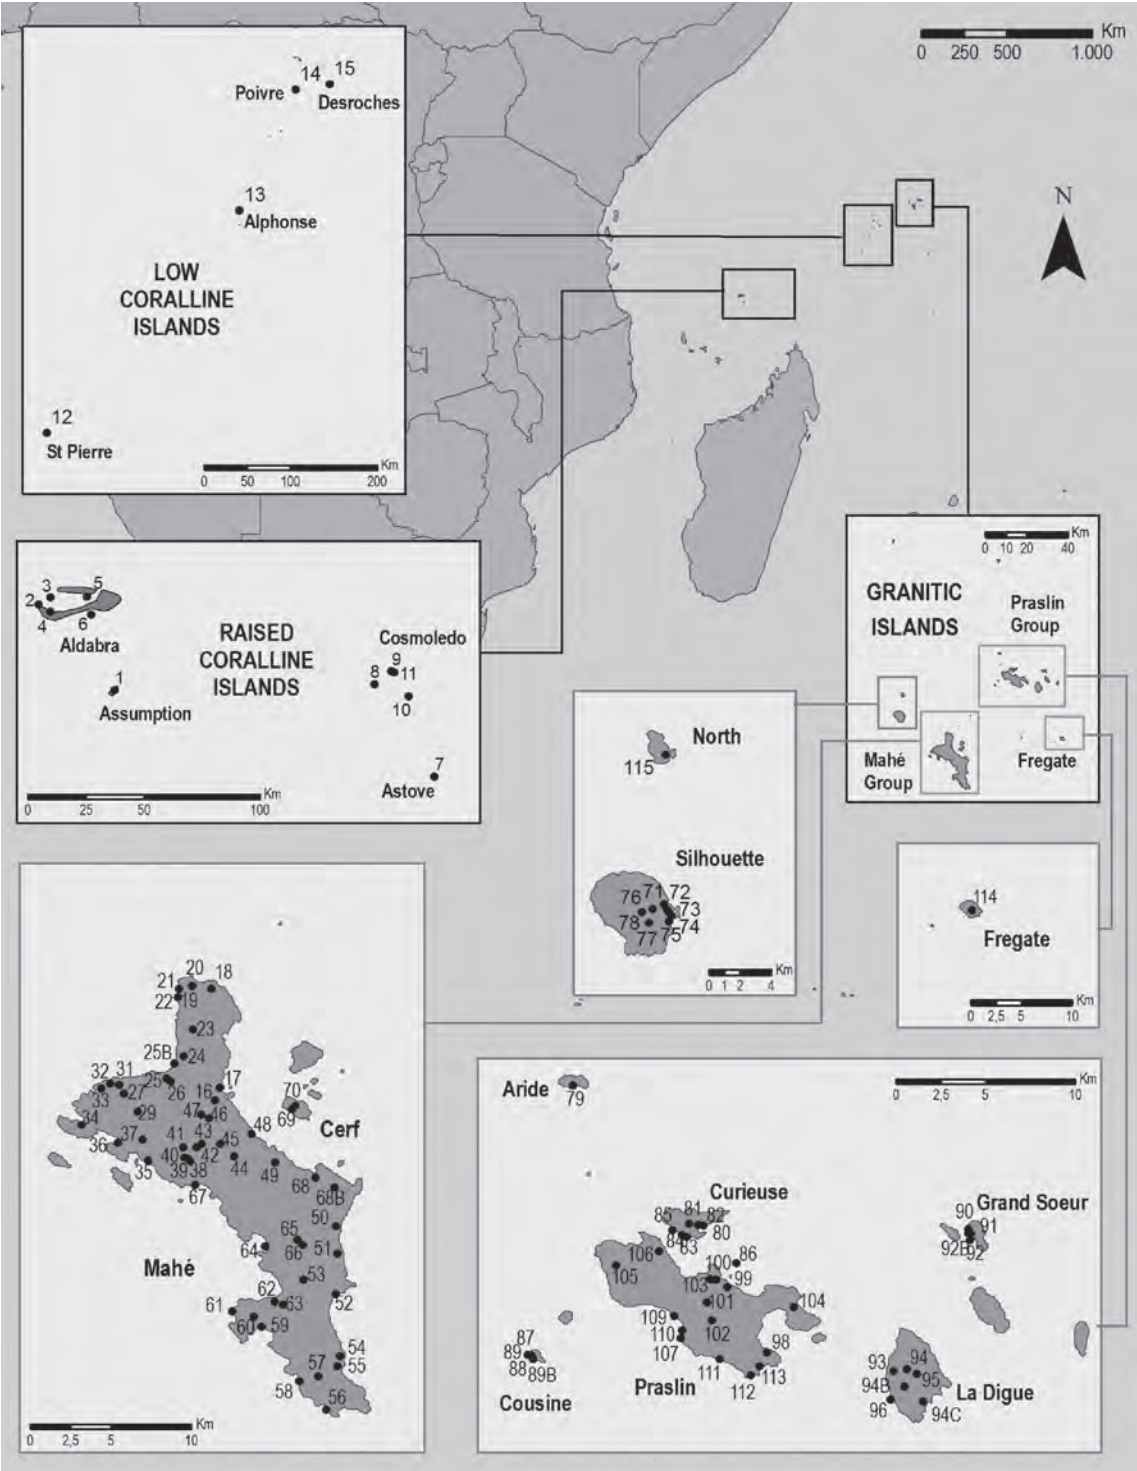 Km
0 250 500 1.000
N
14 15
Poivre
Desroches
13
Alphonse
LOW
CORALLINE
ISLANDS
12
St Pierre
Km
0 50 100 200
3 5
2
4 6
Aldabra
1
Assumption
RAISED
CORALLINE
ISLANDS
Cosmoledo
9
8 11
10
7
Astove
Km
0 25 50 100
Km
0 10 20 40
GRANITIC
ISLANDS
Praslin
Group
Mahé
Group
Fregate
North
115
Silhouette
76 71 72
73
78 74
77 75
Km
0 1 2 4
114
Fregate
Km
0 2,5 5 10
20 18
21
22 19
23
25B 24
32 31 25 26 17
33 27 16
34 29 47 46 70
69
48
Cerf
36 37 41 43 45
40 42
35 39 38 44 49
67 68 68B
50
65
64 66 51
Mahé
53
62 52
61 63
60 59
54
57 55
58 56
Km
0 2,5 5 10
Aride
79
Km
0 5 10
Curieuse
81 82
85 80
84 83
106 100 86
105 103 99
101 104
109
102
110
107 98
111
112 113
Praslin
87
89
88
89B
Cousine
Grand Soeur
90
91
92B
92
93 94
95
94B
96 94C
La Digue